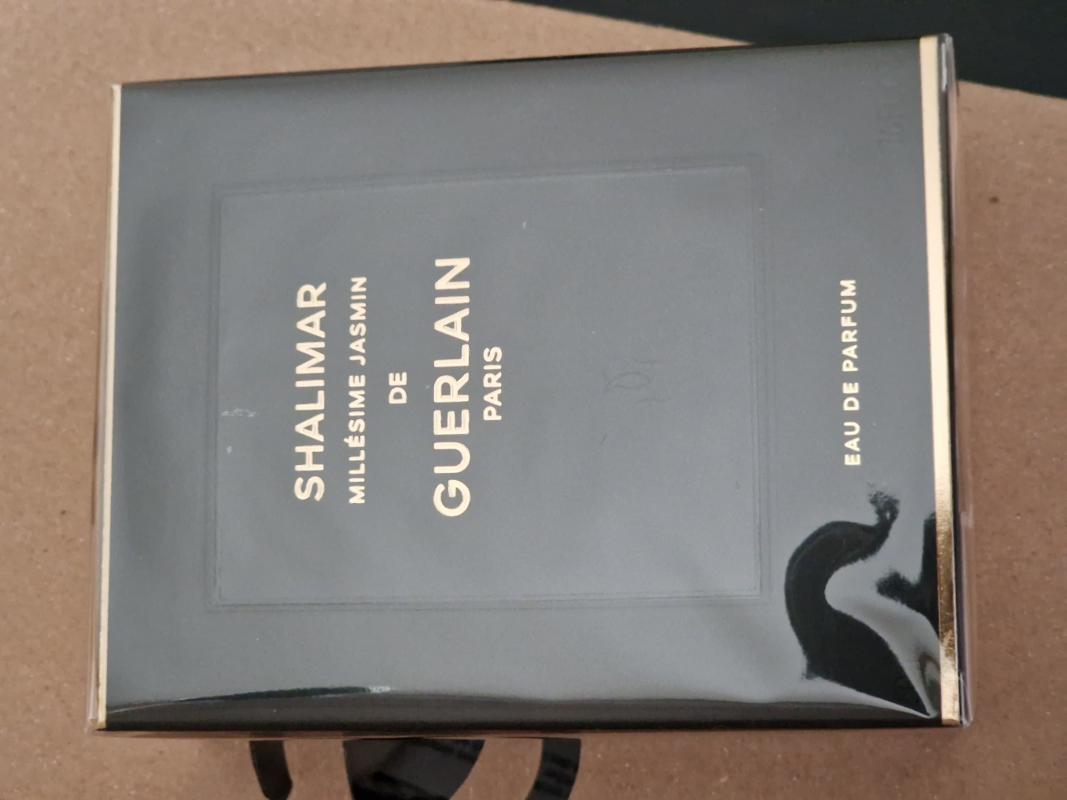 SHALIMAR
MILLÉSIME JASMIN
DE
GUERLAIN
PARIS
EAU DE PARFUM